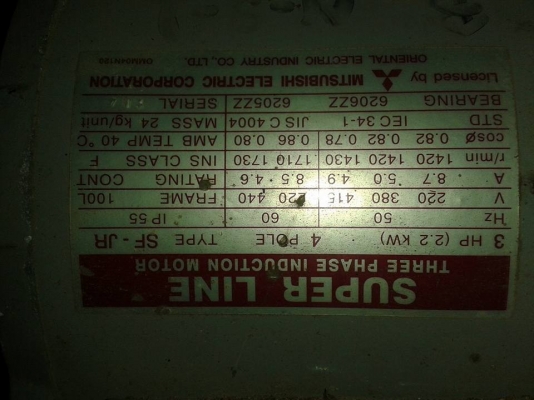 SUPER LINE
THREE PHASE INDUCTION MOTOR
3 HP (2.2 kW) 4 POLE TYPE SF-JR
Hz 50 60 IP 55
V 220 380 415 220 440 FRAME 100L
A 8.7 5.0 4.9 8.5 4.6 RATING CONT
r/min 1420 1420 1430 1710 1730 INS CLASS F
cosø 0.82 0.82 0.78 0.86 0.80 AMB TEMP 40 °C
STD IEC 34-1 JIS C 4004 MASS 24 kg/unit
BEARING 6206ZZ 6205ZZ SERIAL
Licensed by MITSUBISHI ELECTRIC CORPORATION
ORIENTAL ELECTRIC INDUSTRY CO., LTD.